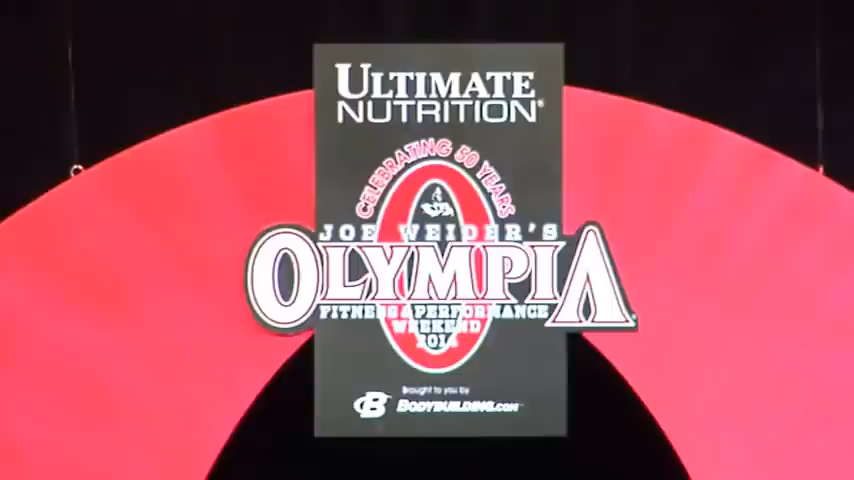 ULTIMATE
NUTRITION®
CELEBRATING 50 YEARS
JOE WEIDER'S
OLYMPIA
FITNESS & PERFORMANCE
WEEKEND
2014
Brought to you by
B BODYBUILDING.COM